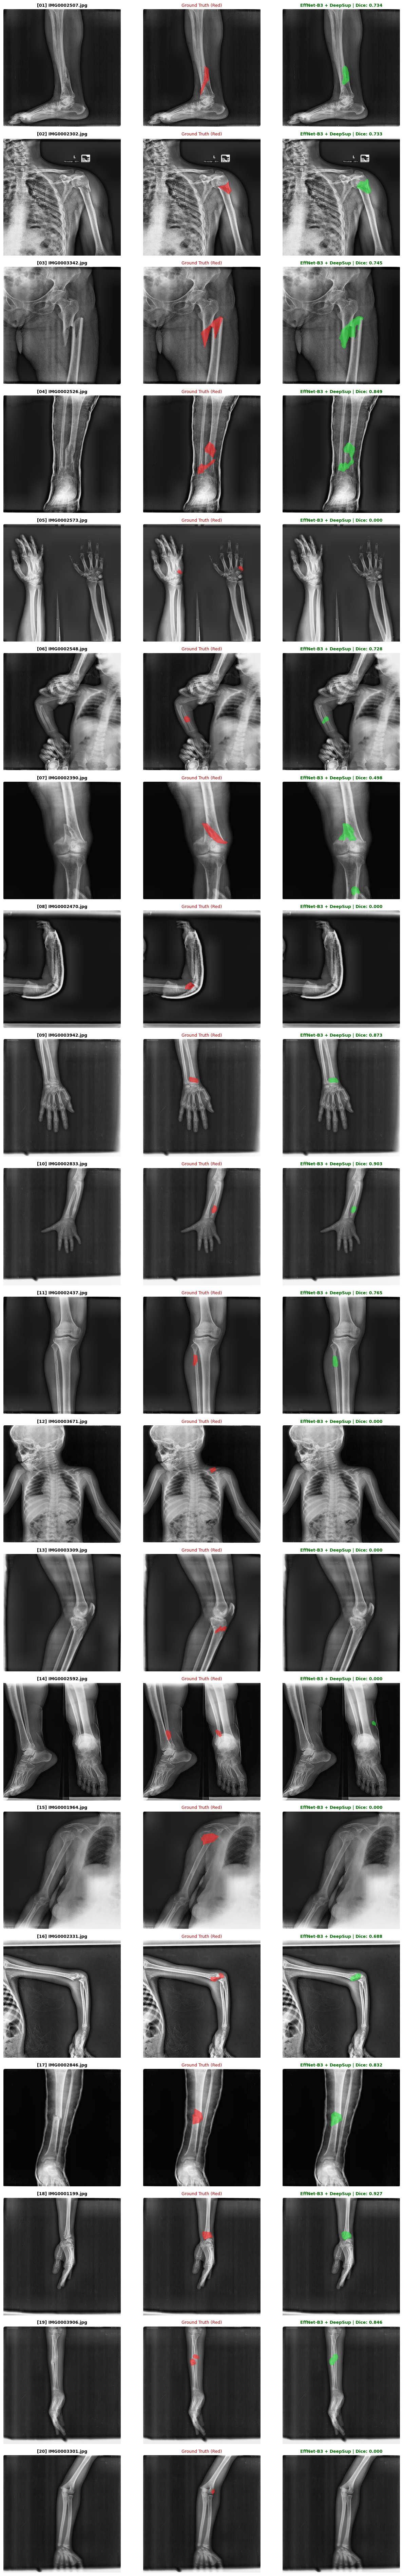 [01] IMG0002507.jpg Ground Truth (Red) EffNet-B3 + DeepSup | Dice: 0.734
[02] IMG0002302.jpg Ground Truth (Red) EffNet-B3 + DeepSup | Dice: 0.733
[03] IMG0003342.jpg Ground Truth (Red) EffNet-B3 + DeepSup | Dice: 0.745
[04] IMG0002526.jpg Ground Truth (Red) EffNet-B3 + DeepSup | Dice: 0.849
[05] IMG0002573.jpg Ground Truth (Red) EffNet-B3 + DeepSup | Dice: 0.000
[06] IMG0002548.jpg Ground Truth (Red) EffNet-B3 + DeepSup | Dice: 0.728
[07] IMG0002390.jpg Ground Truth (Red) EffNet-B3 + DeepSup | Dice: 0.498
[08] IMG0002470.jpg Ground Truth (Red) EffNet-B3 + DeepSup | Dice: 0.000
[09] IMG0003942.jpg Ground Truth (Red) EffNet-B3 + DeepSup | Dice: 0.873
[10] IMG0002833.jpg Ground Truth (Red) EffNet-B3 + DeepSup | Dice: 0.903
[11] IMG0002437.jpg Ground Truth (Red) EffNet-B3 + DeepSup | Dice: 0.765
[12] IMG0003671.jpg Ground Truth (Red) EffNet-B3 + DeepSup | Dice: 0.000
[13] IMG0003309.jpg Ground Truth (Red) EffNet-B3 + DeepSup | Dice: 0.000
[14] IMG0002592.jpg Ground Truth (Red) EffNet-B3 + DeepSup | Dice: 0.000
[15] IMG0001964.jpg Ground Truth (Red) EffNet-B3 + DeepSup | Dice: 0.000
[16] IMG0002331.jpg Ground Truth (Red) EffNet-B3 + DeepSup | Dice: 0.688
[17] IMG0002846.jpg Ground Truth (Red) EffNet-B3 + DeepSup | Dice: 0.832
[18] IMG0001199.jpg Ground Truth (Red) EffNet-B3 + DeepSup | Dice: 0.927
[19] IMG0003906.jpg Ground Truth (Red) EffNet-B3 + DeepSup | Dice: 0.846
[20] IMG0003301.jpg Ground Truth (Red) EffNet-B3 + DeepSup | Dice: 0.000